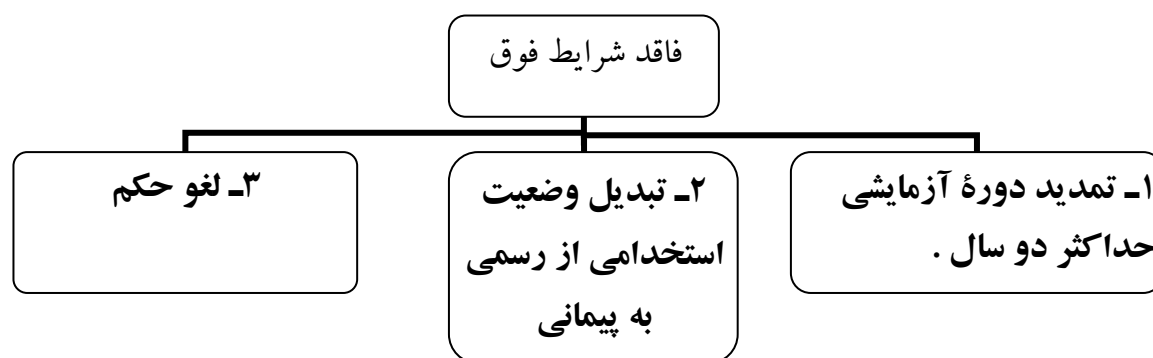 فاقد شرایط فوق
۱ـ تمدید دورۀ آزمایشی
حداکثر دو سال .
۲ـ تبدیل وضعیت
استخدامی از رسمی
به پیمانی
۳ـ لغو حکم